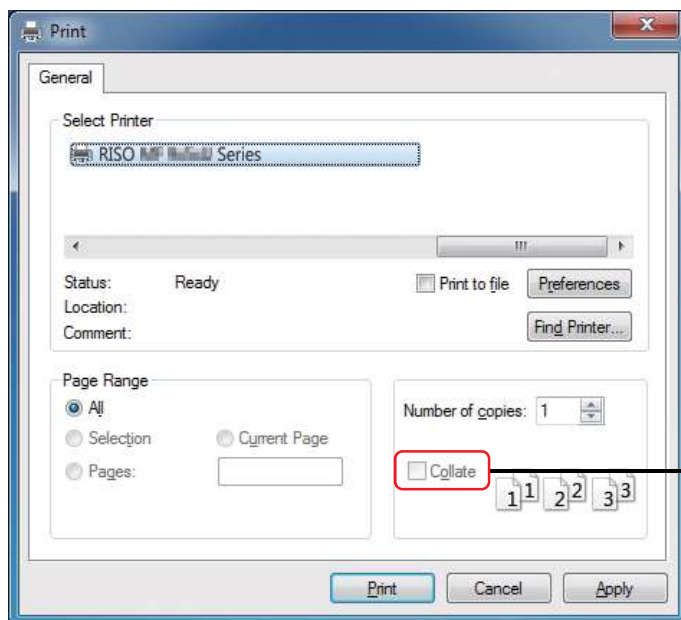 Print
General
Select Printer
RISO Series
Status: Ready
Print to file
Preferences
Location:
Comment:
Find Printer...
Page Range
All
Selection
Current Page
Pages:
Number of copies: 1
Collate
1 1 2 2 3 3
Print
Cancel
Apply